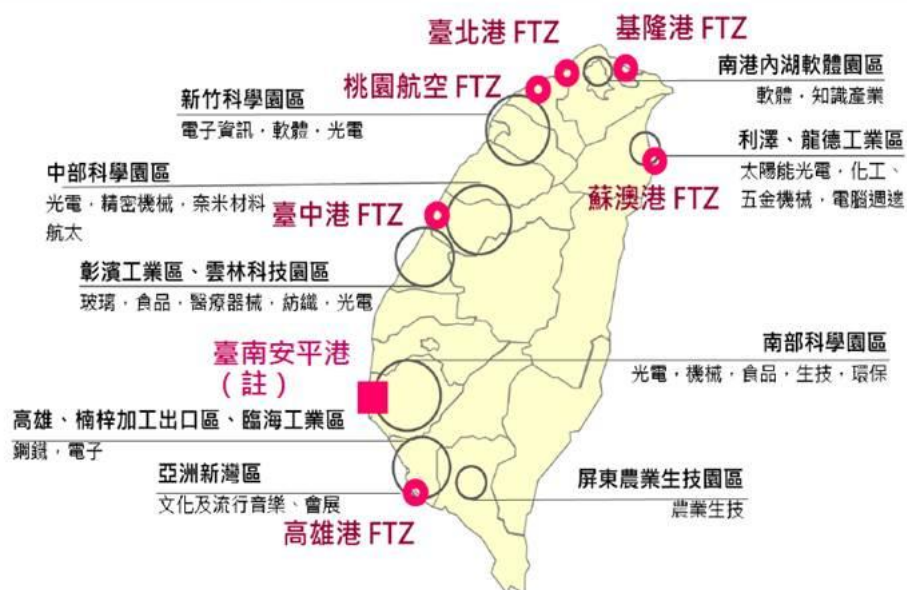 臺北港 FTZ
基隆港 FTZ
桃園航空 FTZ
南港內湖軟體園區
軟體，知識產業
新竹科學園區
電子資訊，軟體，光電
利澤、龍德工業區
太陽能光電，化工、
五金機械，電腦週邊
蘇澳港 FTZ
中部科學園區
光電，精密機械，奈米材料
航太
臺中港 FTZ
彰濱工業區、雲林科技園區
玻璃，食品，醫療器械，紡織，光電
臺南安平港
（註）
南部科學園區
光電，機械，食品，生技，環保
高雄、楠梓加工出口區、臨海工業區
鋼鐵，電子
亞洲新灣區
文化及流行音樂、會展
高雄港 FTZ
屏東農業生技園區
農業生技